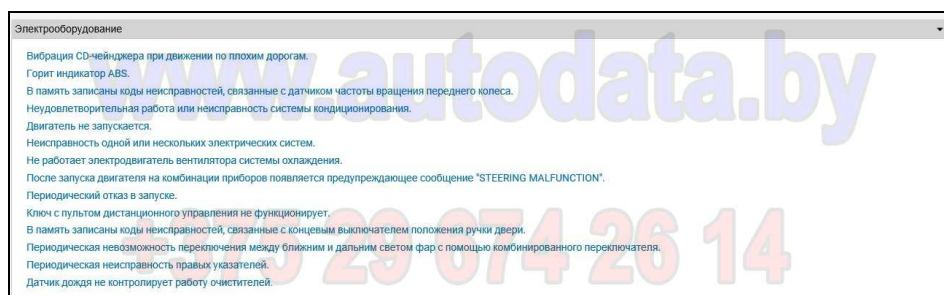 Электрооборудование
Вибрация CD-чейнджера при движении по плохим дорогам.
Горит индикатор ABS.
В память записаны коды неисправностей, связанные с датчиком частоты вращения переднего колеса.
Неудовлетворительная работа или неисправность системы кондиционирования.
Двигатель не запускается.
Неисправность одной или нескольких электрических систем.
Не работает электродвигатель вентилятора системы охлаждения.
После запуска двигателя на комбинации приборов появляется предупреждающее сообщение "STEERING MALFUNCTION".
Периодический отказ в запуске.
Ключ с пультом дистанционного управления не функционирует.
В память записаны коды неисправностей, связанные с концевым выключателем положения ручки двери.
Периодическая невозможность переключения между ближним и дальним светом фар с помощью комбинированного переключателя.
Периодическая неисправность правых указателей.
Датчик дождя не контролирует работу очистителей.
www.autodata.by
+375 29 674 26 14